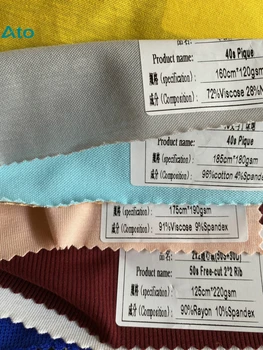 Ato
品名
Product name: 40s Pique
规格(specification): 160cm*120gsm
成分(Composition): 72%Viscose 28%N
Product name: 40s Pique
规格(specification): 185cm*180gsm
成分(Composition): 96%cotton 4%Spandex
规格(specification): 175cm*190gsm
成分(Composition): 91%Viscose 9%Spandex
Product name: 50s Free-cut 2*2 Rib
规格(specification): 125cm*220gsm
成分(Composition): 90%Rayon 10%Spandex